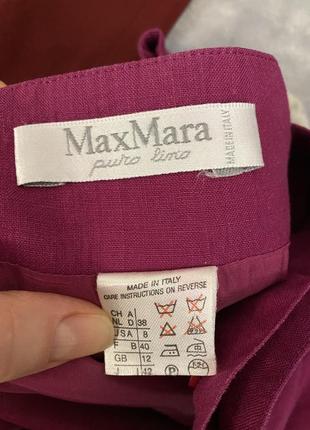 MaxMara
puro lino
MADE IN ITALY
MADE IN ITALY
CARE INSTRUCTIONS ON REVERSE
CH A
NL D 38
USA 8
F B 40
GB 12
J 42
A
P